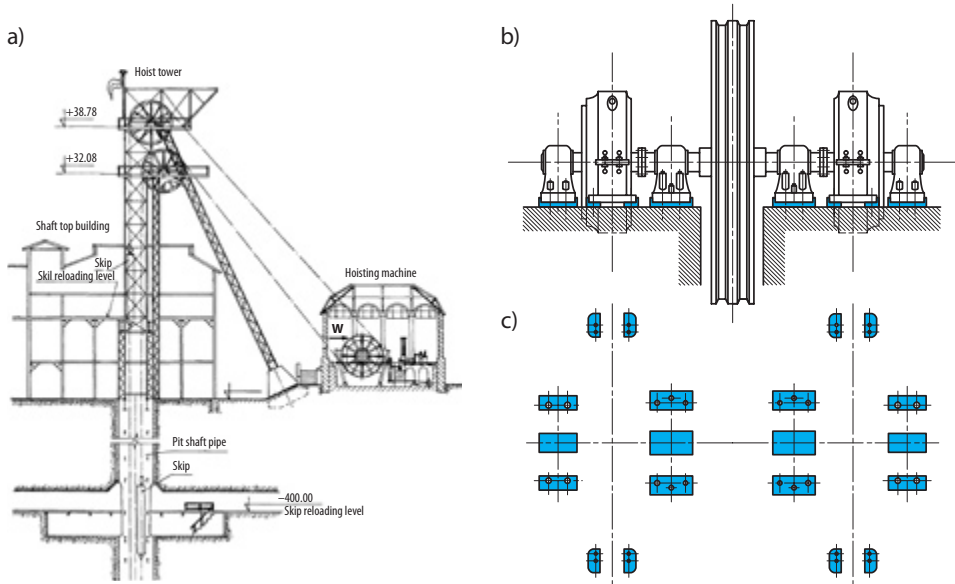 a)
Hoist tower
+38.78
+32.08
Shaft top building
Skip
Skil reloading level
Hoisting machine
W
Pit shaft pipe
Skip
–400.00
Skip reloading level
b)
c)